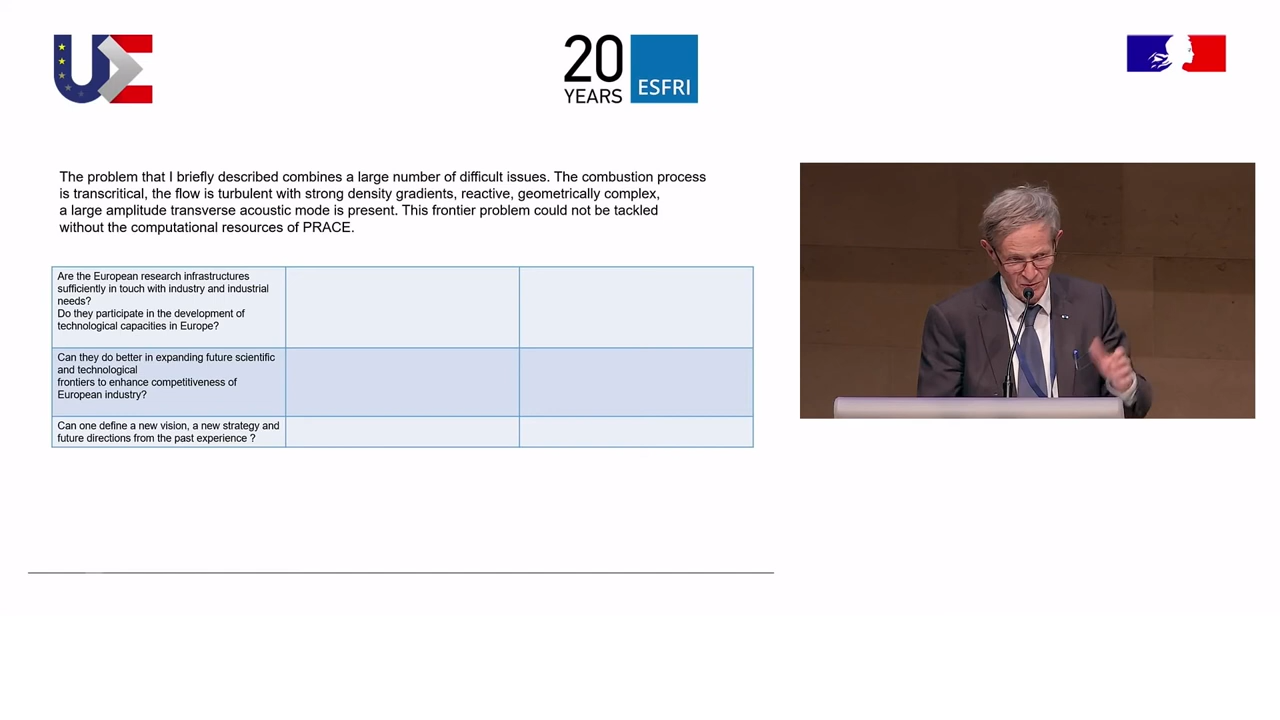 UE
20
YEARS
ESFRI
The problem that I briefly described combines a large number of difficult issues. The combustion process
is transcritical, the flow is turbulent with strong density gradients, reactive, geometrically complex,
a large amplitude transverse acoustic mode is present. This frontier problem could not be tackled
without the computational resources of PRACE.
Are the European research infrastructures
sufficiently in touch with industry and industrial
needs?
Do they participate in the development of
technological capacities in Europe?
Can they do better in expanding future scientific
and technological
frontiers to enhance competitiveness of
European industry?
Can one define a new vision, a new strategy and
future directions from the past experience ?